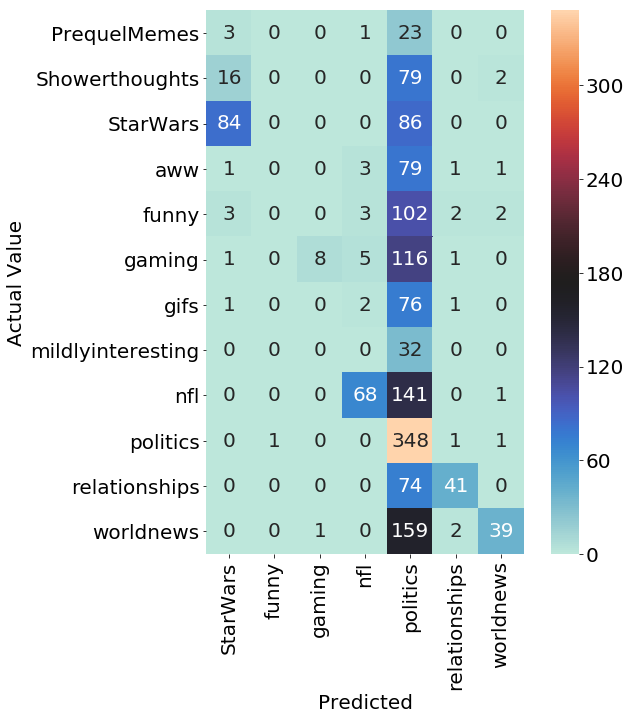 PrequelMemes 3 0 0 1 23 0 0
Showerthoughts 16 0 0 0 79 0 2
StarWars 84 0 0 0 86 0 0
aww 1 0 0 3 79 1 1
funny 3 0 0 3 102 2 2
gaming 1 0 8 5 116 1 0
gifs 1 0 0 2 76 1 0
mildlyinteresting 0 0 0 0 32 0 0
nfl 0 0 0 68 141 0 1
politics 0 1 0 0 348 1 1
relationships 0 0 0 0 74 41 0
worldnews 0 0 1 0 159 2 39
StarWars
funny
gaming
nfl
politics
relationships
worldnews
Predicted
Actual Value
300
240
180
120
60
0